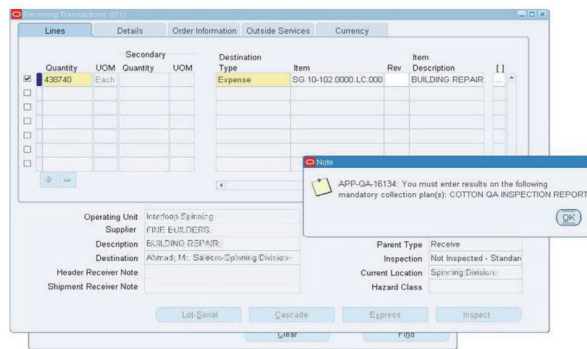 Receiving Transactions (I01)
Lines Details Order Information Outside Services Currency
Secondary Destination Item
Quantity UOM Quantity UOM Type Item Rev Description [ ]
438740 Each Expense SG.10-102.0000.LC.000 BUILDING REPAIR ...
Note
APP-QA-16134: You must enter results on the following
mandatory collection plan(s): COTTON QA INSPECTION REPORT
OK
Operating Unit Interloop-Spinning
Supplier FINE BUILDERS
Description BUILDING REPAIR
Destination Ahmad, Mr. Saleem-Spinning Division
Header Receiver Note
Shipment Receiver Note
Parent Type Receive
Inspection Not Inspected - Standar
Current Location Spinning Division
Hazard Class
Lot-Serial Cascade Express Inspect
Clear Find